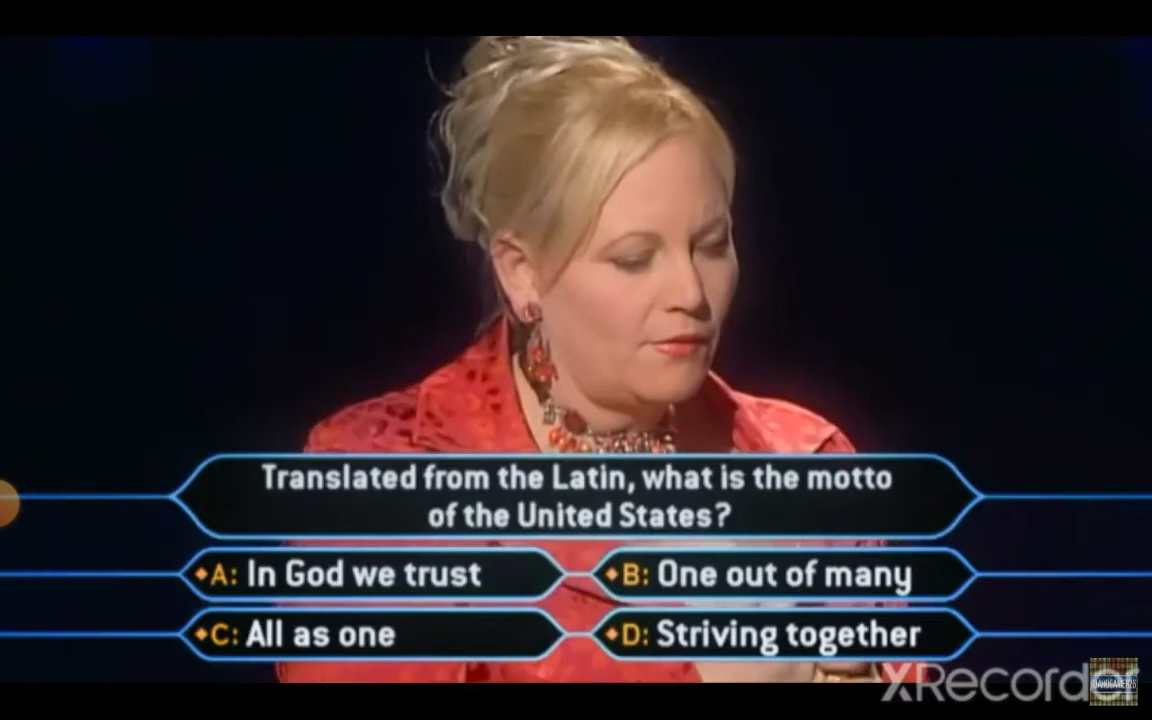 Translated from the Latin, what is the motto
of the United States?
A: In God we trust
B: One out of many
C: All as one
D: Striving together
XRecorder